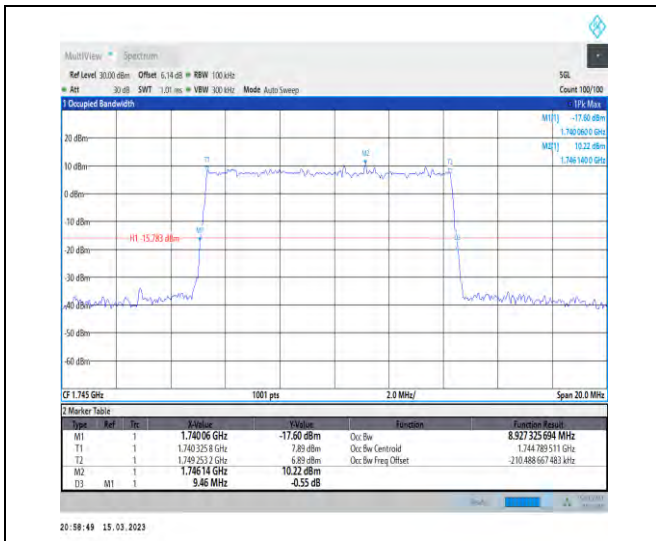 MultiView Spectrum
Ref Level 30.00 dBm Offset 6.14 dB RBW 100 kHz SGL
Att 30 dB SWT 1.01 ms VBW 300 kHz Mode Auto Sweep Count 100/100
1 Occupied Bandwidth 1Pk Max
M1[1] -17.60 dBm
1.740 060 0 GHz
M2[1] 10.22 dBm
1.746 140 0 GHz
20 dBm
M2
T1
T2
10 dBm
0 dBm
-10 dBm
M1
H1 -15.783 dBm
D3
-20 dBm
-30 dBm
-40 dBm
-50 dBm
-60 dBm
CF 1.745 GHz 1001 pts 2.0 MHz/ Span 20.0 MHz
2 Marker Table
Type Ref Trc X-Value Y-Value Function Function Result
M1 1 1.74006 GHz -17.60 dBm Occ Bw 8.927 325 694 MHz
T1 1 1.740 325 8 GHz 7.89 dBm Occ Bw Centroid 1.744 789 511 GHz
T2 1 1.749 253 2 GHz 6.89 dBm Occ Bw Freq Offset -210.488 667 483 kHz
M2 1 1.74614 GHz 10.22 dBm
D3 M1 1 9.46 MHz -0.55 dB
20:58:49 15.03.2023